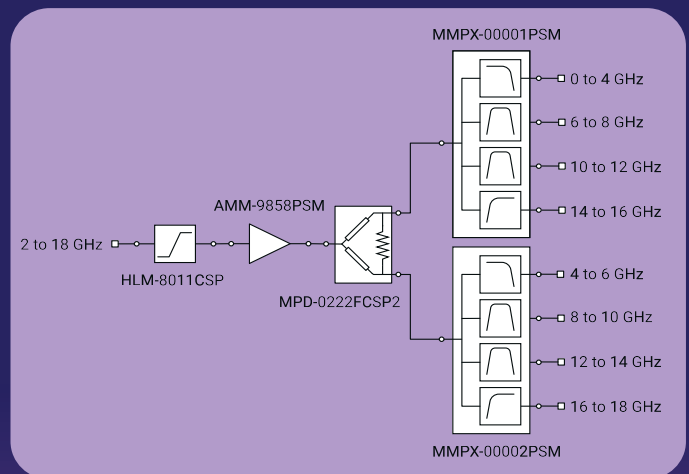 MMPX-00001PSM
0 to 4 GHz
6 to 8 GHz
10 to 12 GHz
14 to 16 GHz
AMM-9858PSM
2 to 18 GHz
HLM-8011CSP
MPD-0222FCSP2
4 to 6 GHz
8 to 10 GHz
12 to 14 GHz
16 to 18 GHz
MMPX-00002PSM